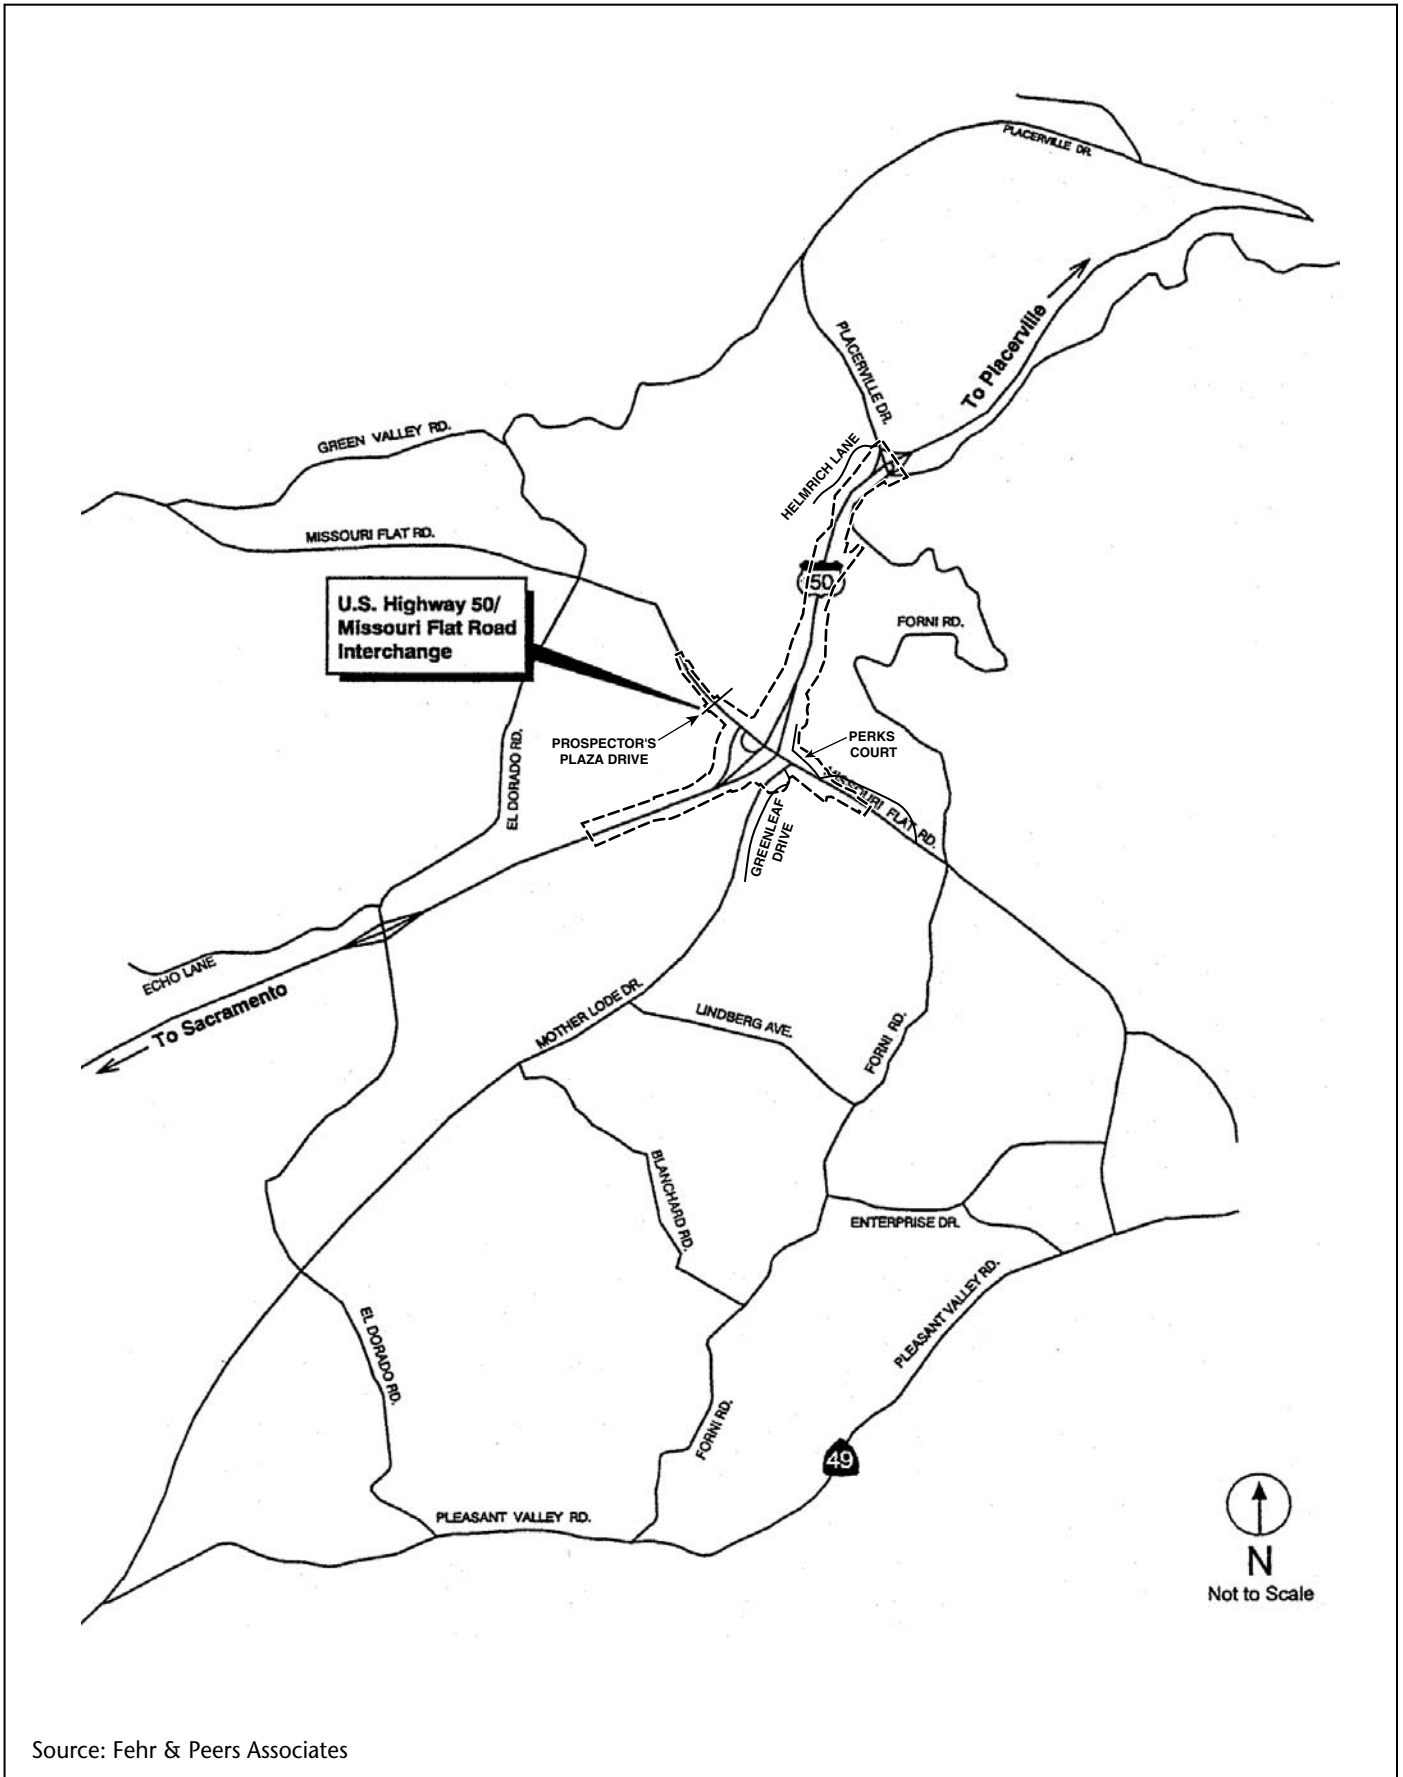 PLACERVILLE DR.
To Placerville
PLACERVILLE DR.
GREEN VALLEY RD.
HELMRICH LANE
MISSOURI FLAT RD.
50
U.S. Highway 50/
Missouri Flat Road
Interchange
FORNI RD.
PROSPECTOR'S
PLAZA DRIVE
PERKS
COURT
EL DORADO RD.
MISSOURI FLAT RD.
GREENLEAF
DRIVE
ECHO LANE
To Sacramento
MOTHER LODE DR.
LINDBERG AVE.
FORNI RD.
BLANCHARD RD.
ENTERPRISE DR.
PLEASANT VALLEY RD.
EL DORADO RD.
FORNI RD.
49
PLEASANT VALLEY RD.
N
Not to Scale
Source: Fehr & Peers Associates